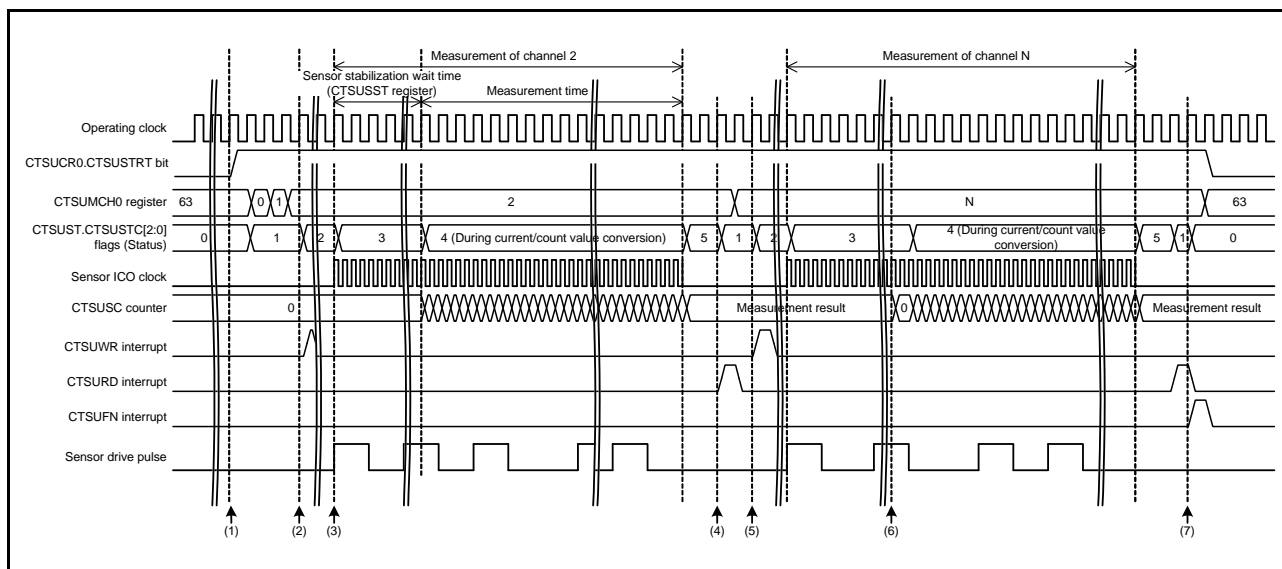 Measurement of channel 2
Measurement of channel N
Sensor stabilization wait time
(CTSUSST register)
Measurement time
Operating clock
CTSUCR0.CTSUSTRT bit
CTSUMCH0 register
63 0 1 2 N 63
CTSUST.CTSUSTC[2:0]
flags (Status)
0 1 2 3 4 (During current/count value conversion) 5 1 2 3 4 (During current/count value
conversion) 5 1 0
Sensor ICO clock
CTSUSC counter
0 Measurement result 0 Measurement result
CTSUWR interrupt
CTSURD interrupt
CTSUFN interrupt
Sensor drive pulse
(1) (2) (3) (4) (5) (6) (7)